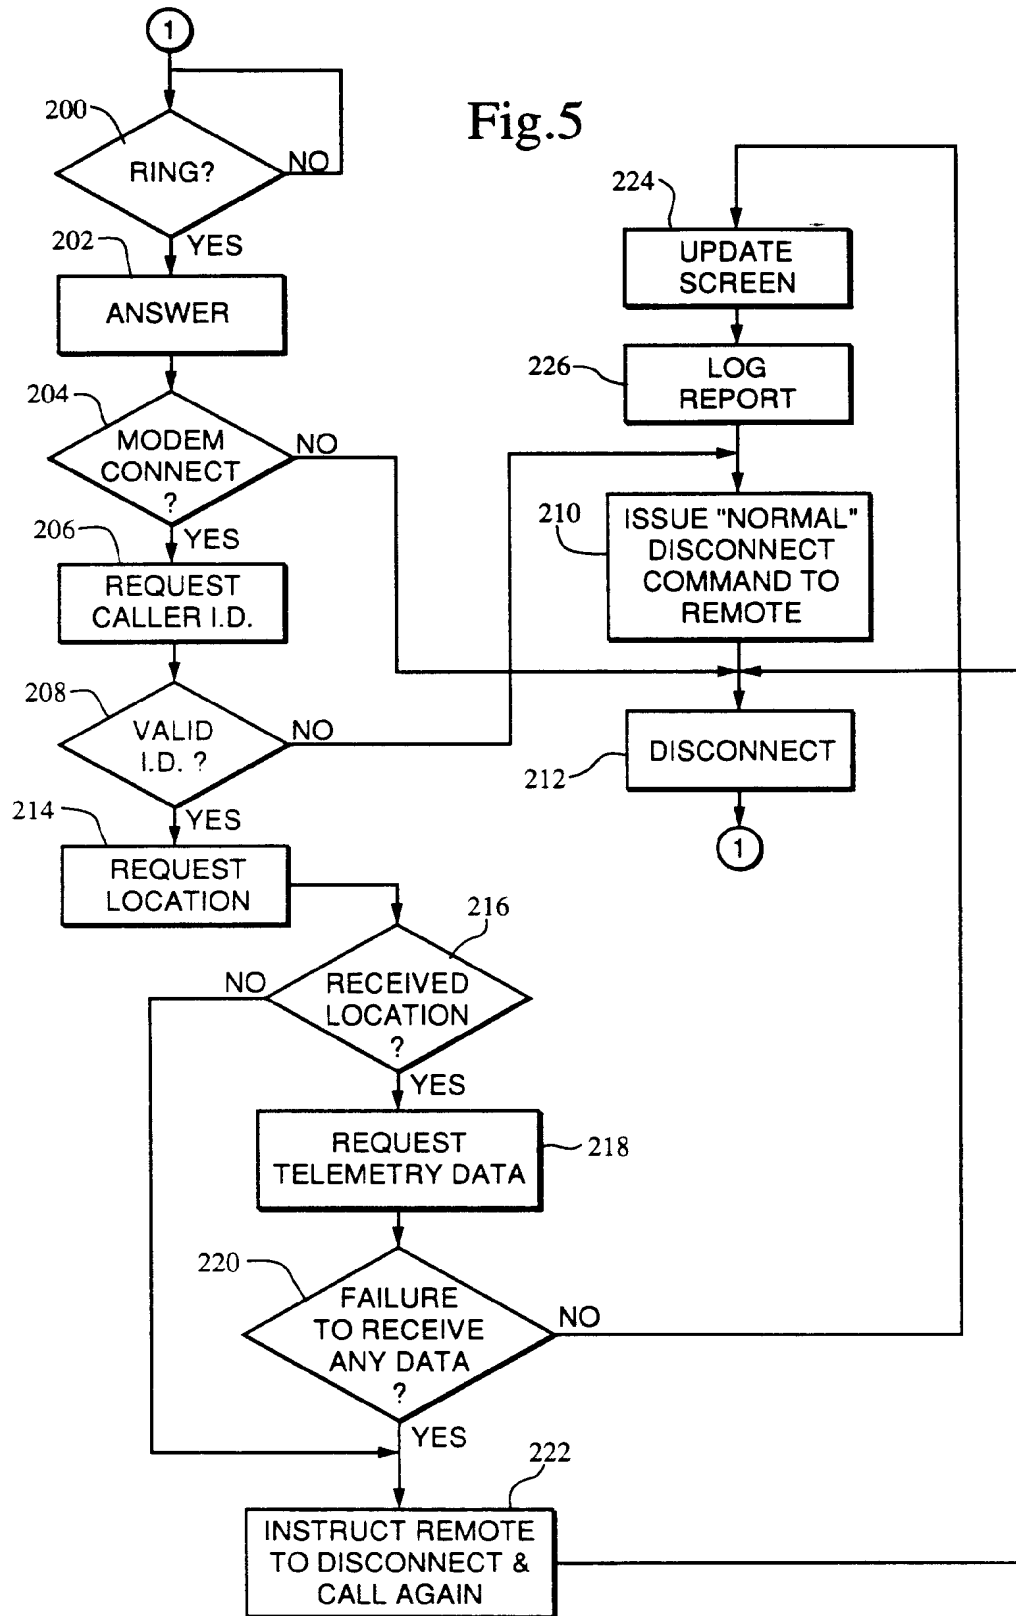 1
Fig.5
200
RING?
NO
YES
202
ANSWER
204
MODEM
CONNECT
?
NO
YES
206
REQUEST
CALLER I.D.
208
VALID
I.D. ?
NO
YES
214
REQUEST
LOCATION
216
RECEIVED
LOCATION
?
NO
YES
REQUEST
TELEMETRY DATA
218
220
FAILURE
TO RECEIVE
ANY DATA
?
NO
YES
222
INSTRUCT REMOTE
TO DISCONNECT &
CALL AGAIN
224
UPDATE
SCREEN
226
LOG
REPORT
210
ISSUE "NORMAL"
DISCONNECT
COMMAND TO
REMOTE
212
DISCONNECT
1